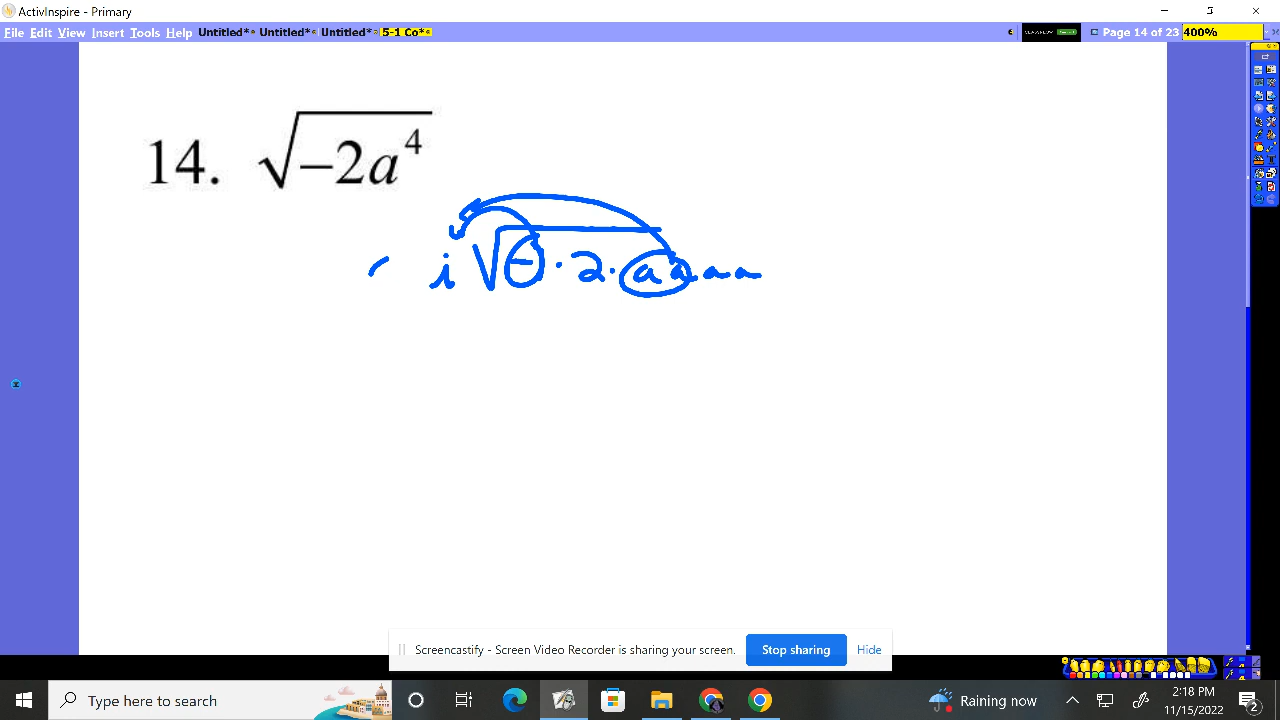 ActivInspire - Primary
File Edit View Insert Tools Help Untitled* Untitled* Untitled* 5-1 Co* CLASSFLOW Page 14 of 23 400%
14. √-2a⁴
i √- · 2 · a a a a
Screencastify - Screen Video Recorder is sharing your screen. Stop sharing Hide
Type here to search
Raining now
2:18 PM
11/15/2022
2